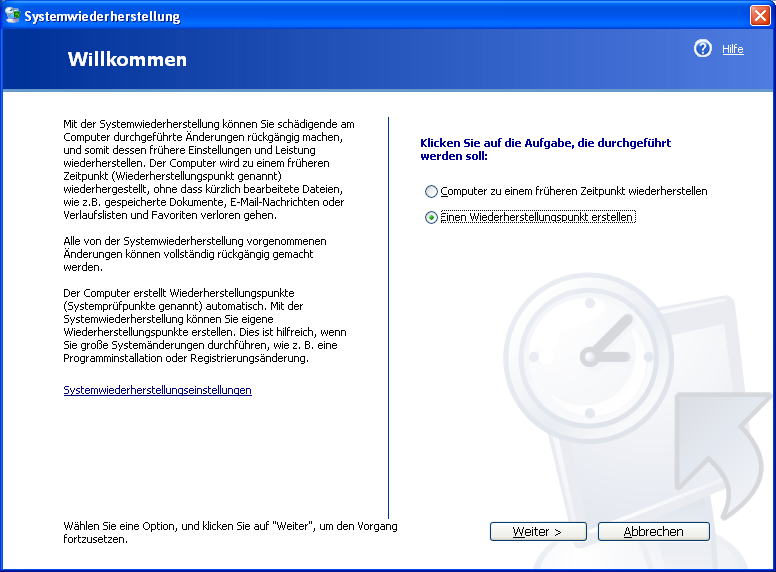 Systemwiederherstellung
Willkommen
Hilfe
Mit der Systemwiederherstellung können Sie schädigende am
Computer durchgeführte Änderungen rückgängig machen,
und somit dessen frühere Einstellungen und Leistung
wiederherstellen. Der Computer wird zu einem früheren
Zeitpunkt (Wiederherstellungspunkt genannt)
wiederhergestellt, ohne dass kürzlich bearbeitete Dateien,
wie z.B. gespeicherte Dokumente, E-Mail-Nachrichten oder
Verlaufslisten und Favoriten verloren gehen.
Alle von der Systemwiederherstellung vorgenommenen
Änderungen können vollständig rückgängig gemacht
werden.
Der Computer erstellt Wiederherstellungspunkte
(Systemprüfpunkte genannt) automatisch. Mit der
Systemwiederherstellung können Sie eigene
Wiederherstellungspunkte erstellen. Dies ist hilfreich, wenn
Sie große Systemänderungen durchführen, wie z. B. eine
Programminstallation oder Registrierungsänderung.
Systemwiederherstellungseinstellungen
Klicken Sie auf die Aufgabe, die durchgeführt
werden soll:
Computer zu einem früheren Zeitpunkt wiederherstellen
Einen Wiederherstellungspunkt erstellen
Wählen Sie eine Option, und klicken Sie auf "Weiter", um den Vorgang
fortzusetzen.
Weiter >
Abbrechen